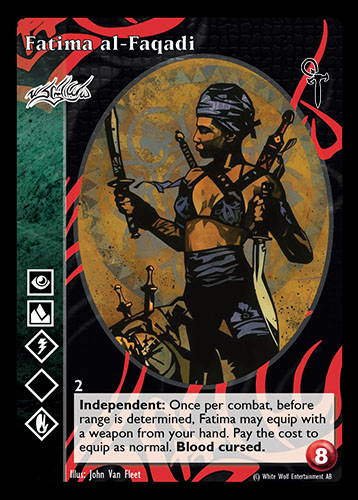 Fatima al-Faqadi
2
Independent: Once per combat, before
range is determined, Fatima may equip with
a weapon from your hand. Pay the cost to
equip as normal. Blood cursed.
8
Illus: John Van Fleet
(C) White Wolf Entertainment AB